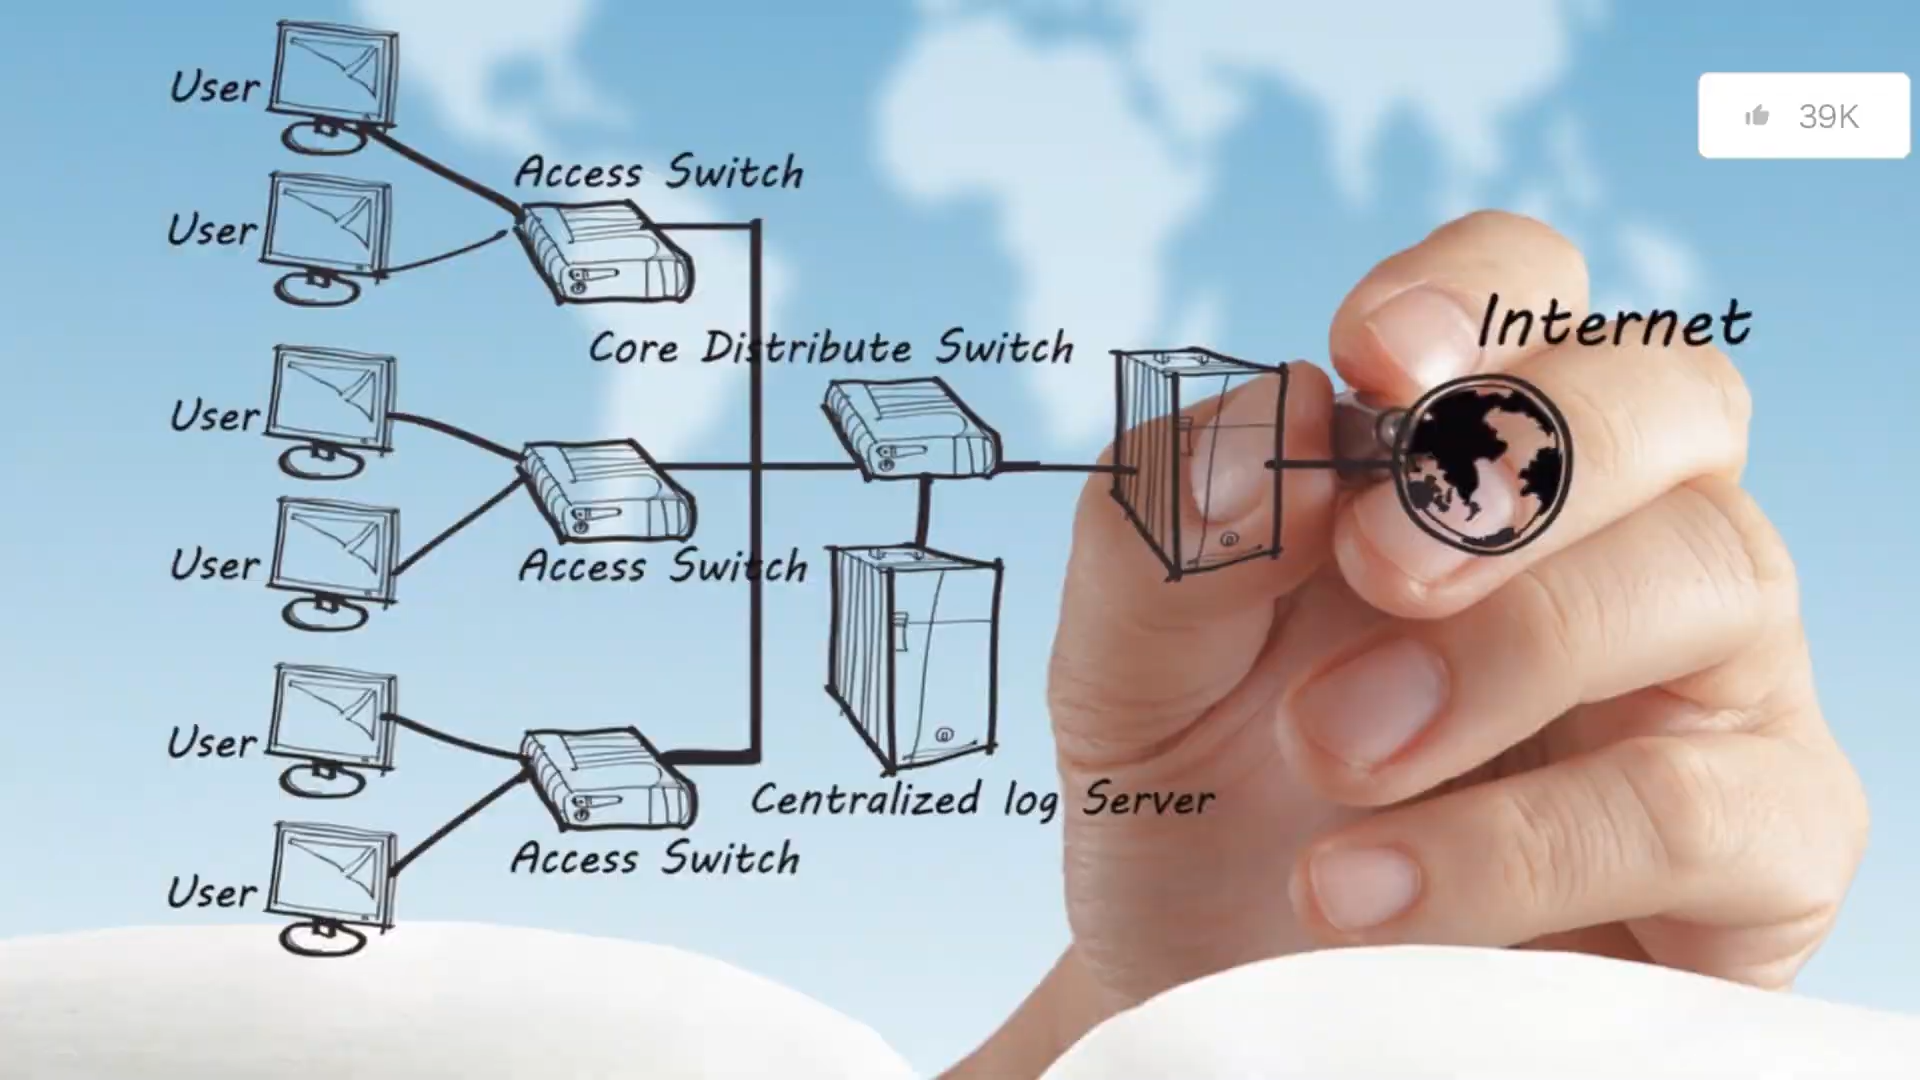 User
Access Switch
39K
User
Internet
Core Distribute Switch
User
User
Access Switch
User
Centralized log Server
Access Switch
User